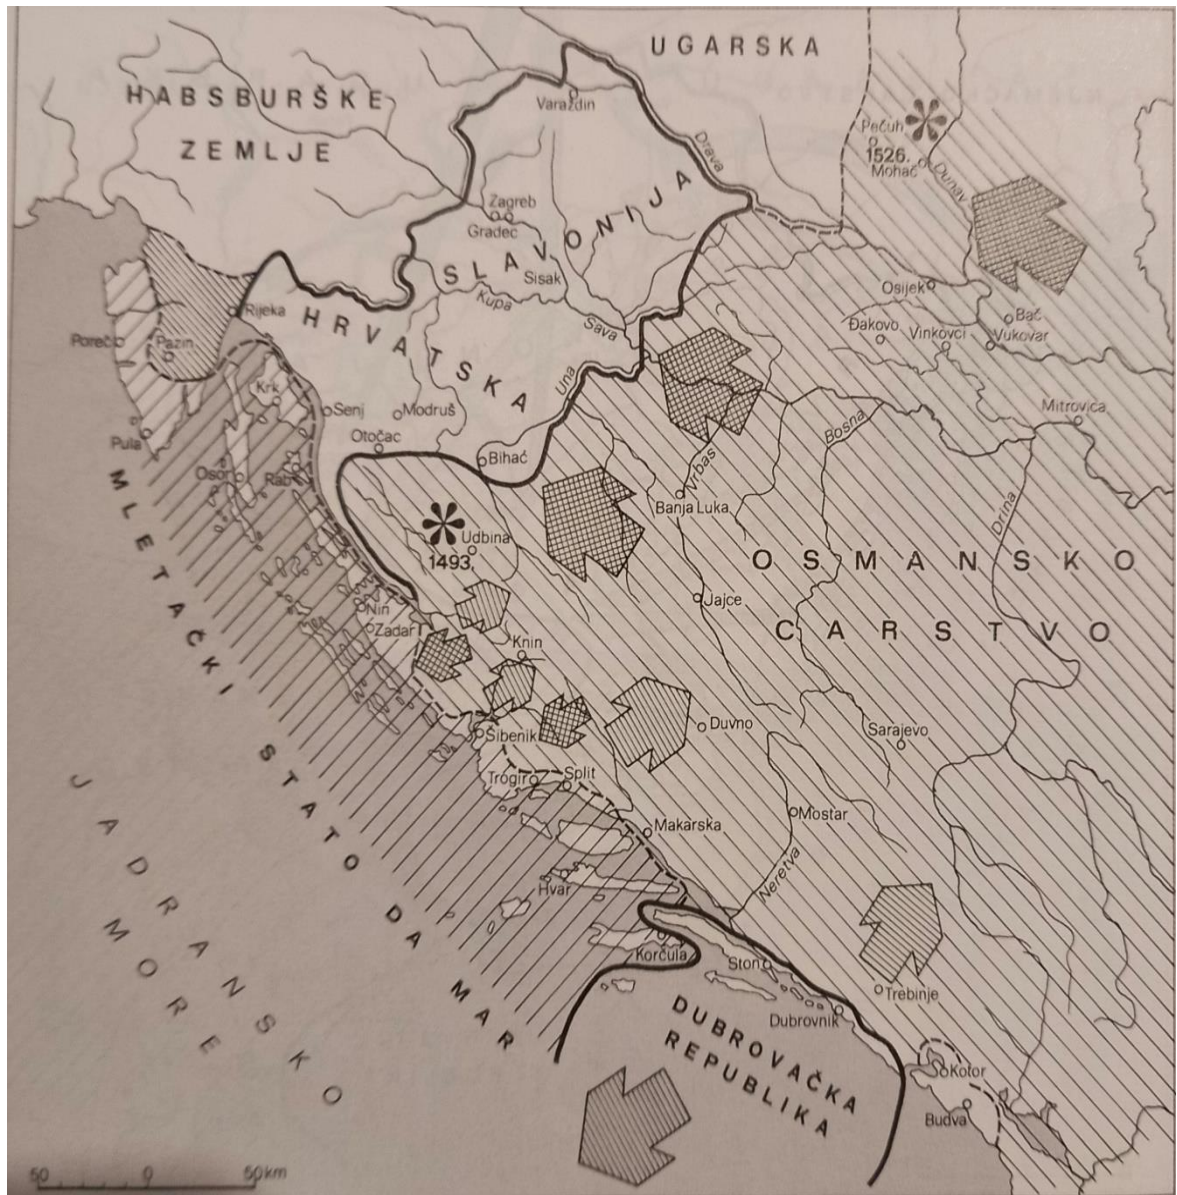 UGARSKA
HABSBURŠKE
ZEMLJE
Varaždin
Drava
Pečuh
1526.
Mohač
Dunav
Zagreb
Gradec
SLAVONIJA
Sisak
Kupa
Sava
Osijek
Bač
Đakovo
Vinkovci
Vukovar
Rijeka
HRVATSKA
Poreč
Pazin
Krk
Senj
Modruš
Una
Mitrovica
Otočac
Bihać
Bosna
Pula
Osor
Rab
Vrbas
Banja Luka
Drina
Udbina
1493.
OSMANSKO
CARSTVO
Jajce
Nin
Zadar
Knin
MLETAČKI STATO DA MAR
Šibenik
Duvno
Sarajevo
Trogir
Split
Makarska
Mostar
Neretva
Hvar
JADRANSKO
MORE
Korčula
Ston
Trebinje
Dubrovnik
DUBROVAČKA
REPUBLIKA
Kotor
Budva
50 0 50 km